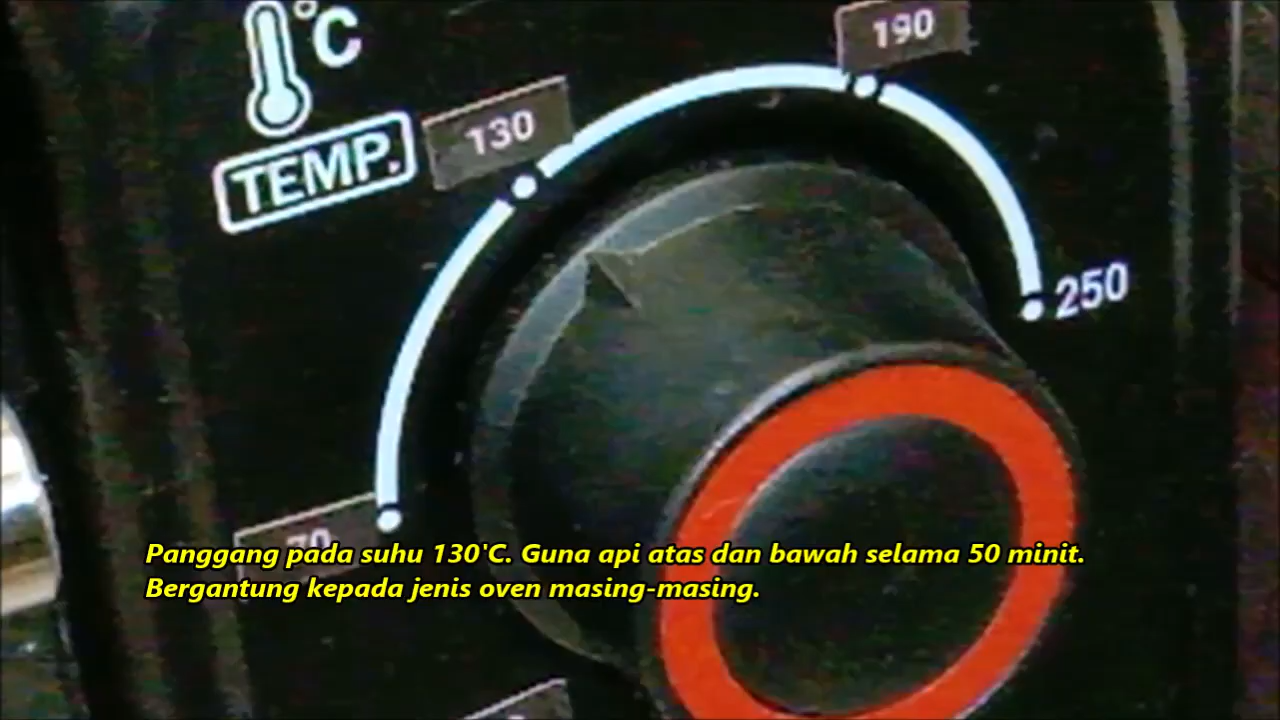 °C
190
130
TEMP.
250
70
Panggang pada suhu 130'C. Guna api atas dan bawah selama 50 minit.
Bergantung kepada jenis oven masing-masing.